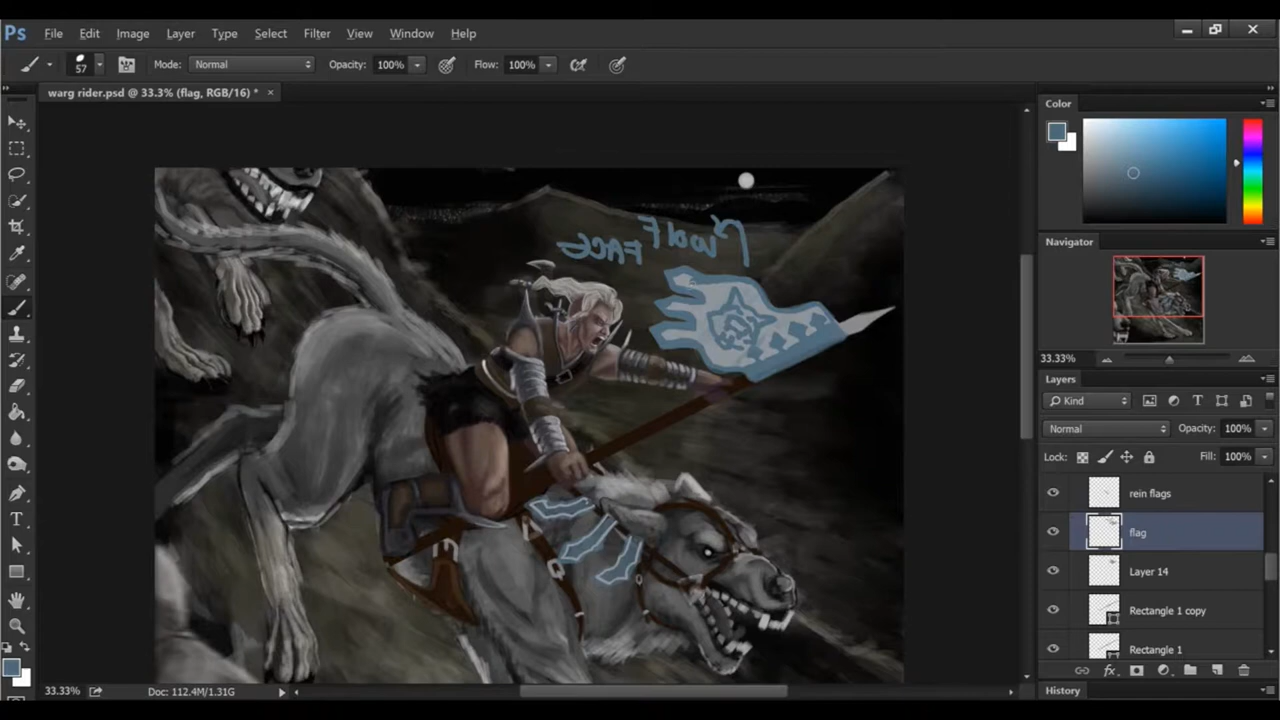 Ps File Edit Image Layer Type Select Filter View Window Help
57 Mode: Normal Opacity: 100% Flow: 100%
warg rider.psd @ 33.3% (flag, RGB/16) * ×
Color
WOLF
FACE
Navigator
33.33%
Layers
Kind
Normal Opacity: 100%
Lock: Fill: 100%
rein flags
flag
Layer 14
Rectangle 1 copy
Rectangle 1
33.33% Doc: 112.4M/1.31G
History